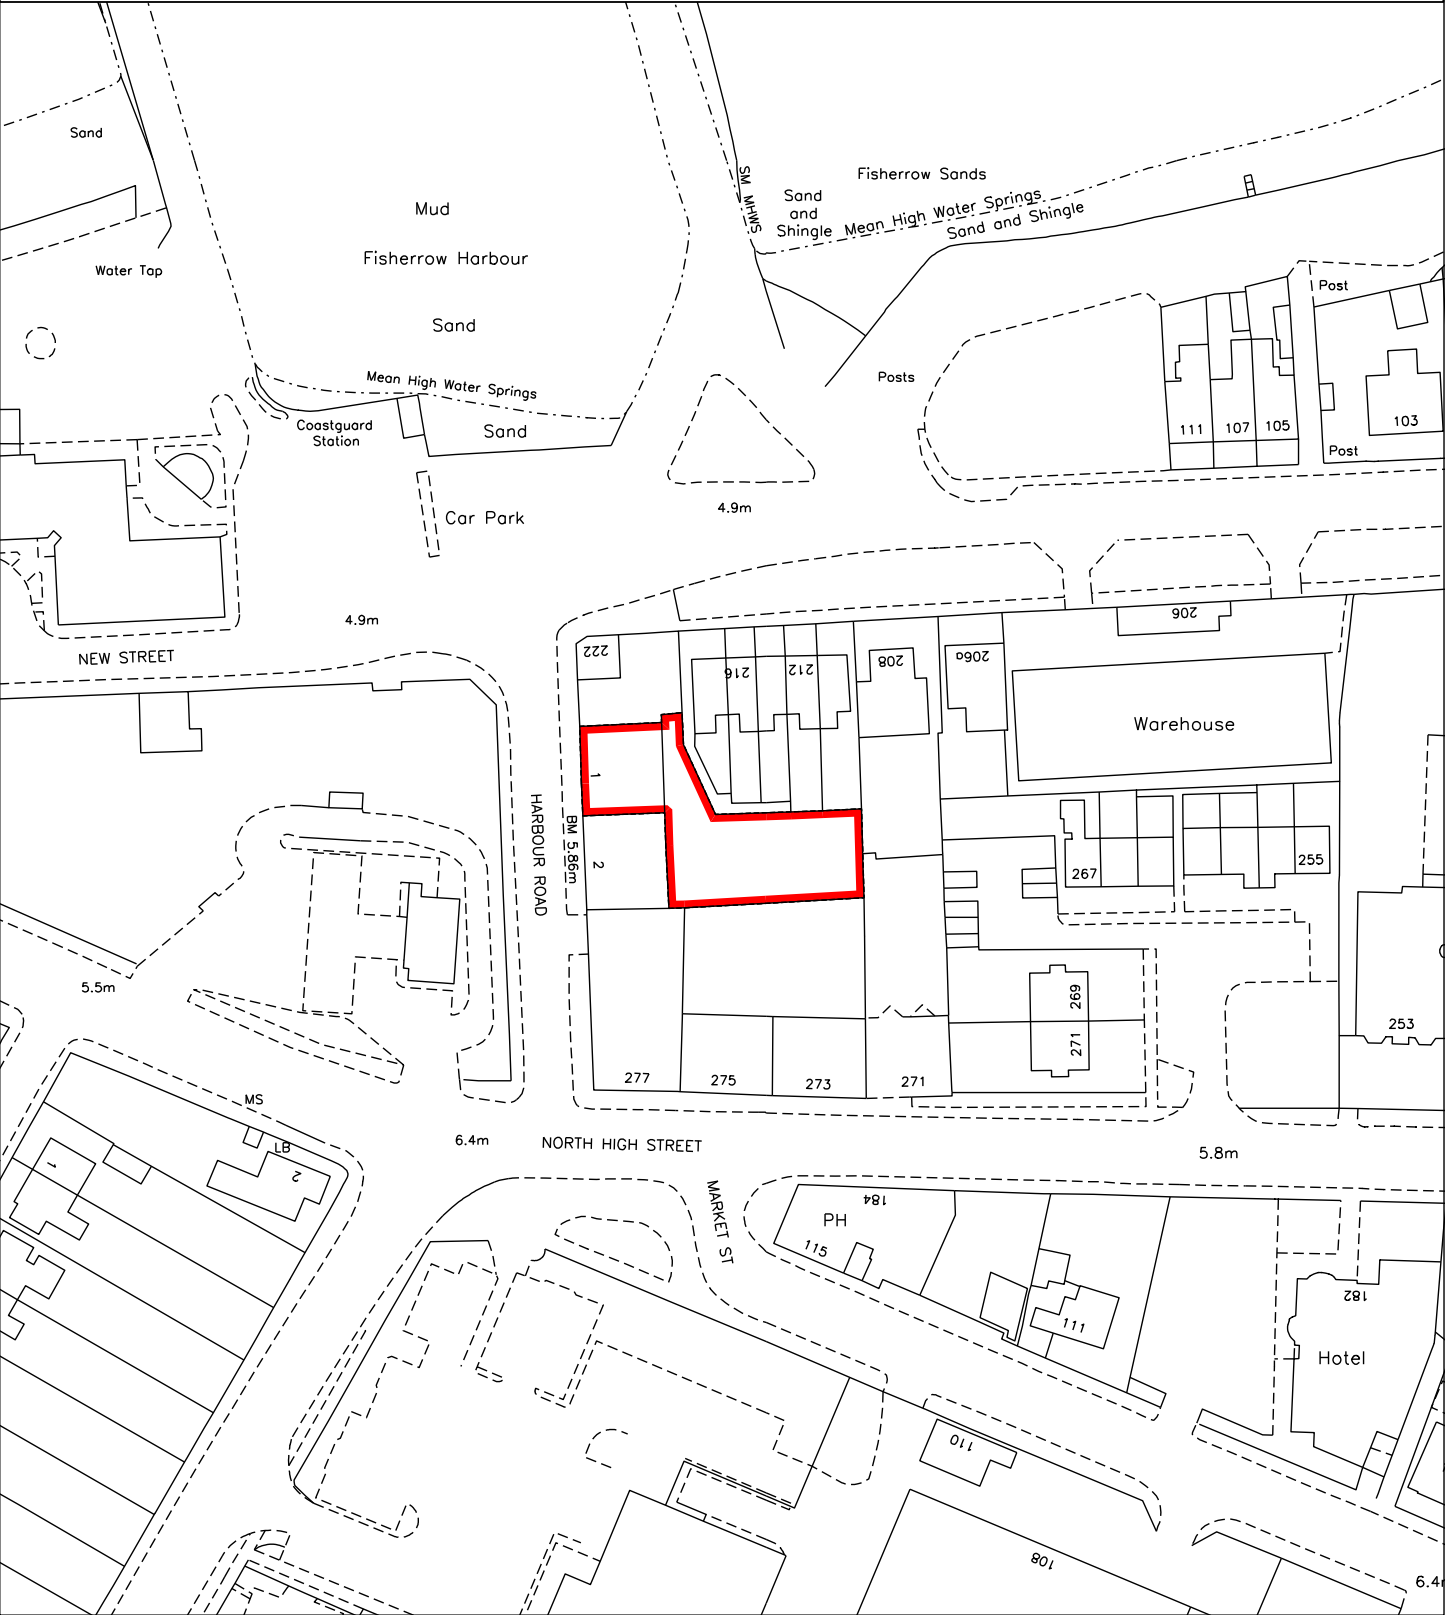 Sand
Mud
Fisherrow Harbour
Sand
Water Tap
SM MHWS
Fisherrow Sands
Sand
and
Shingle
Mean High Water Springs
Sand and Shingle
Post
Posts
Mean High Water Springs
Coastguard
Station
Sand
111
107
105
103
Post
4.9m
Car Park
4.9m
NEW STREET
206
222
216
212
208
206a
Warehouse
1
HARBOUR ROAD
BM 5.86m
2
267
255
5.5m
269
271
253
277
275
273
271
MS
LB
6.4m
NORTH HIGH STREET
5.8m
1
2
MARKET ST
184
PH
115
111
182
Hotel
110
108